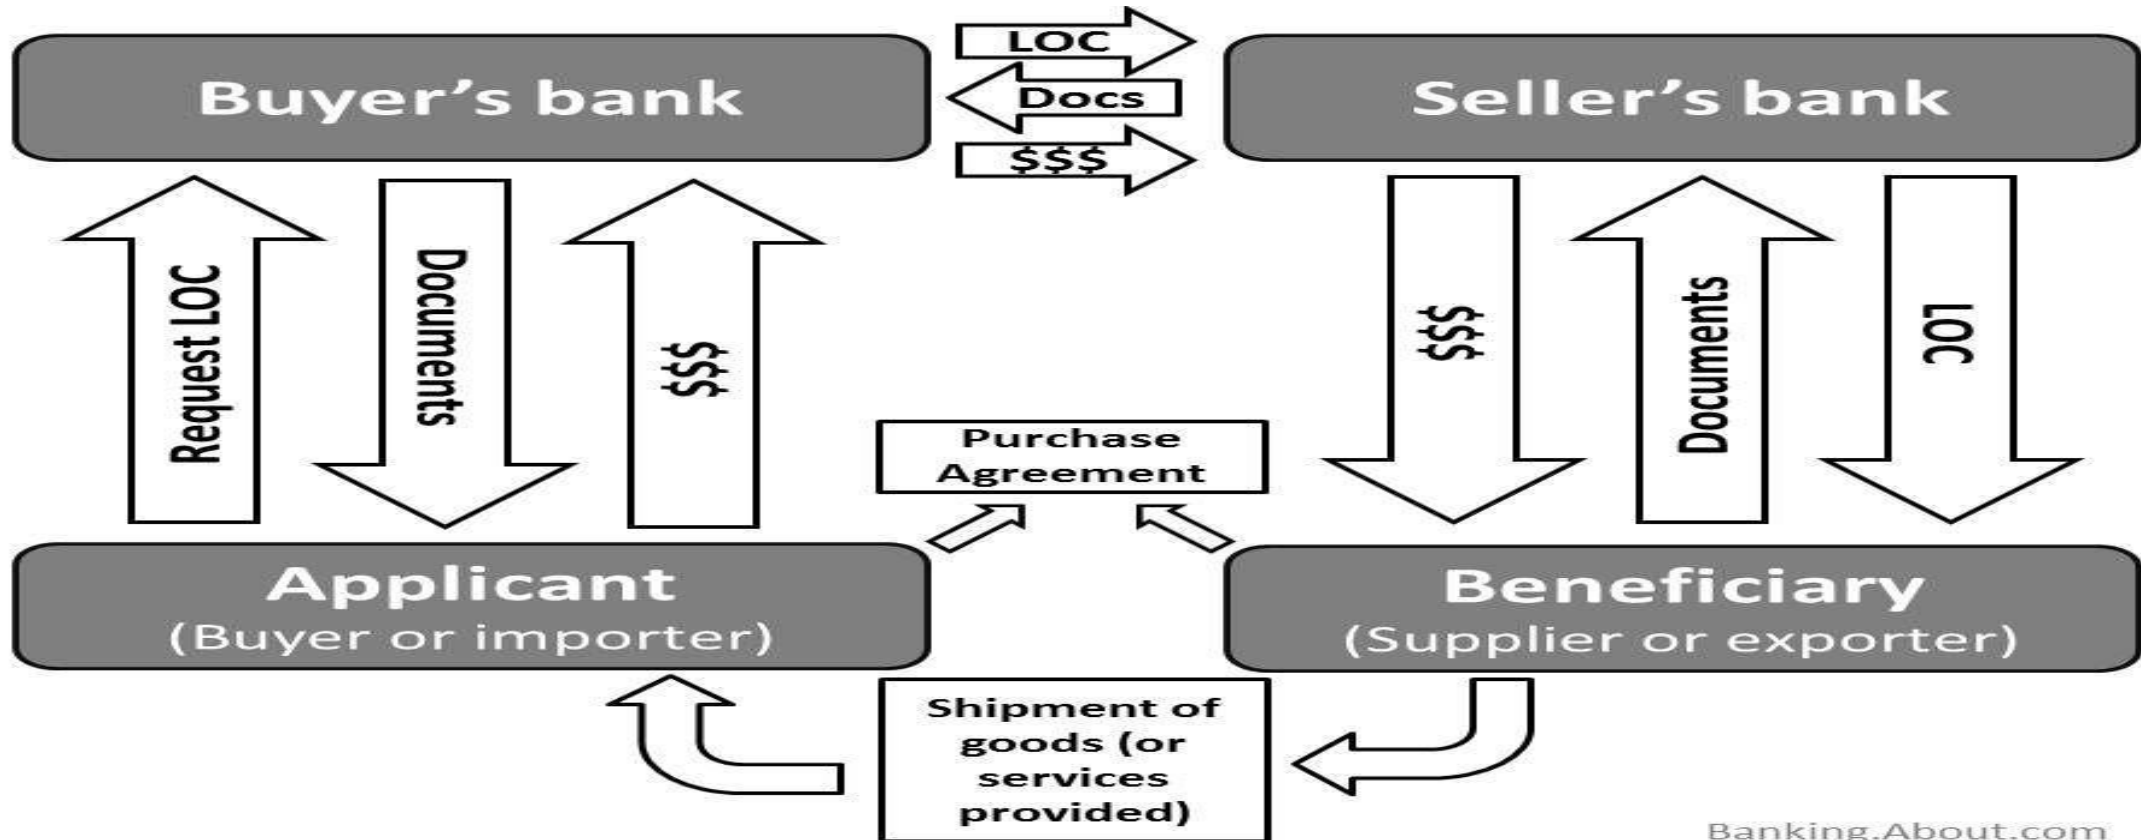 LOC
Buyer’s bank
Docs
Seller’s bank
$$$
Request LOC
Documents
$$$
$$$
Documents
LOC
Purchase
Agreement
Applicant
(Buyer or importer)
Beneficiary
(Supplier or exporter)
Shipment of
goods (or
services
provided)
Banking.About.com